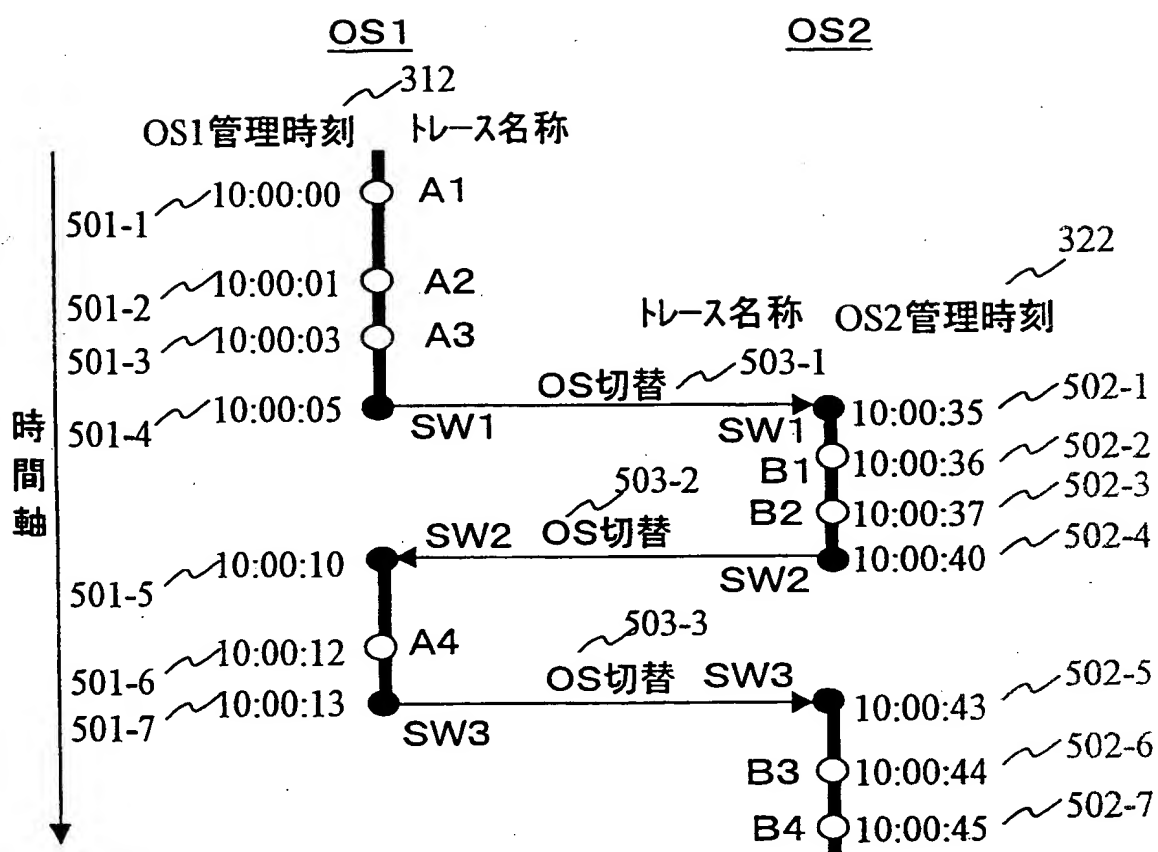 OS1
OS2
312
OS1管理時刻 トレース名称
501-1 10:00:00 A1
322
501-2 10:00:01 A2
トレース名称 OS2管理時刻
501-3 10:00:03 A3
503-1
OS切替
502-1
501-4 10:00:05 SW1 SW1 10:00:35
502-2
B1 10:00:36
503-2
502-3
B2 10:00:37
SW2 OS切替
502-4
501-5 10:00:10 SW2 10:00:40
503-3
501-6 10:00:12 A4
OS切替 SW3
502-5
501-7 10:00:13 SW3 10:00:43
502-6
B3 10:00:44
502-7
B4 10:00:45
時間軸